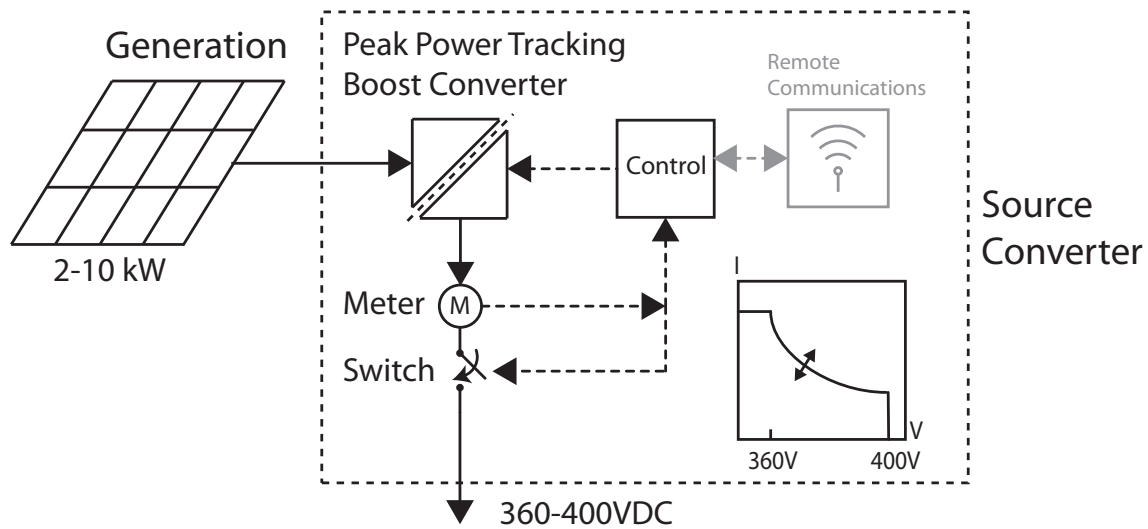 Generation
2-10 kW
Peak Power Tracking
Boost Converter
Remote
Communications
Control
Source
Converter
Meter
M
Switch
I
V
360V
400V
360-400VDC